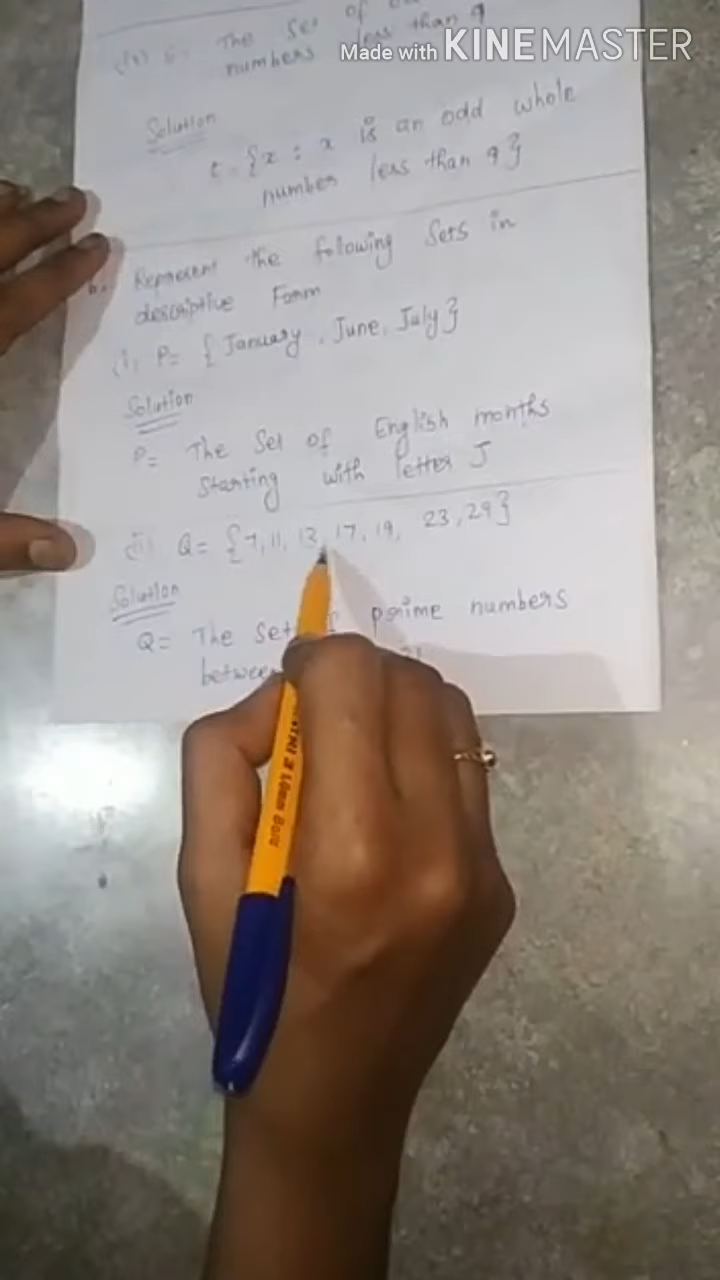 The Set of
numbers less than 9
Made with KINEMASTER
Solution
= {x : x is an odd whole
number less than 9}
Represent the following Sets in
descriptive Form
(i) P= {January, June, July}
Solution
P= The Set of English months
Starting with letter J
(ii) Q= {7, 11, 13, 17, 19, 23, 29}
Solution
Q= The Set prime numbers
between